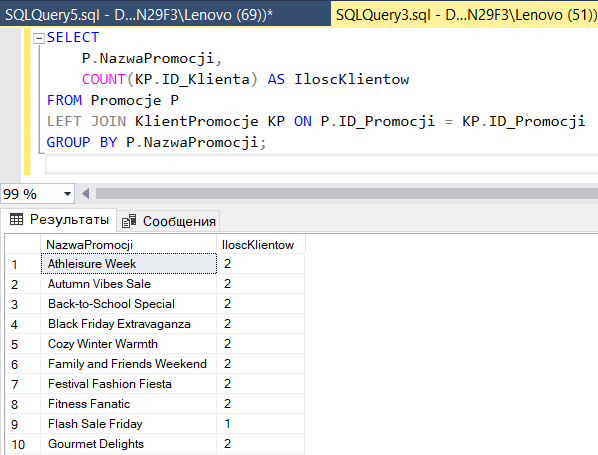 SQLQuery5.sql - D...N29F3\Lenovo (69))* SQLQuery3.sql - D...N29F3\Lenovo (51))
SELECT
P.NazwaPromocji,
COUNT(KP.ID_Klienta) AS IloscKlientow
FROM Promocje P
LEFT JOIN KlientPromocje KP ON P.ID_Promocji = KP.ID_Promocji
GROUP BY P.NazwaPromocji;
99 %
Результаты Сообщения
NazwaPromocji IloscKlientow
1 Athleisure Week 2
2 Autumn Vibes Sale 2
3 Back-to-School Special 2
4 Black Friday Extravaganza 2
5 Cozy Winter Warmth 2
6 Family and Friends Weekend 2
7 Festival Fashion Fiesta 2
8 Fitness Fanatic 2
9 Flash Sale Friday 1
10 Gourmet Delights 2